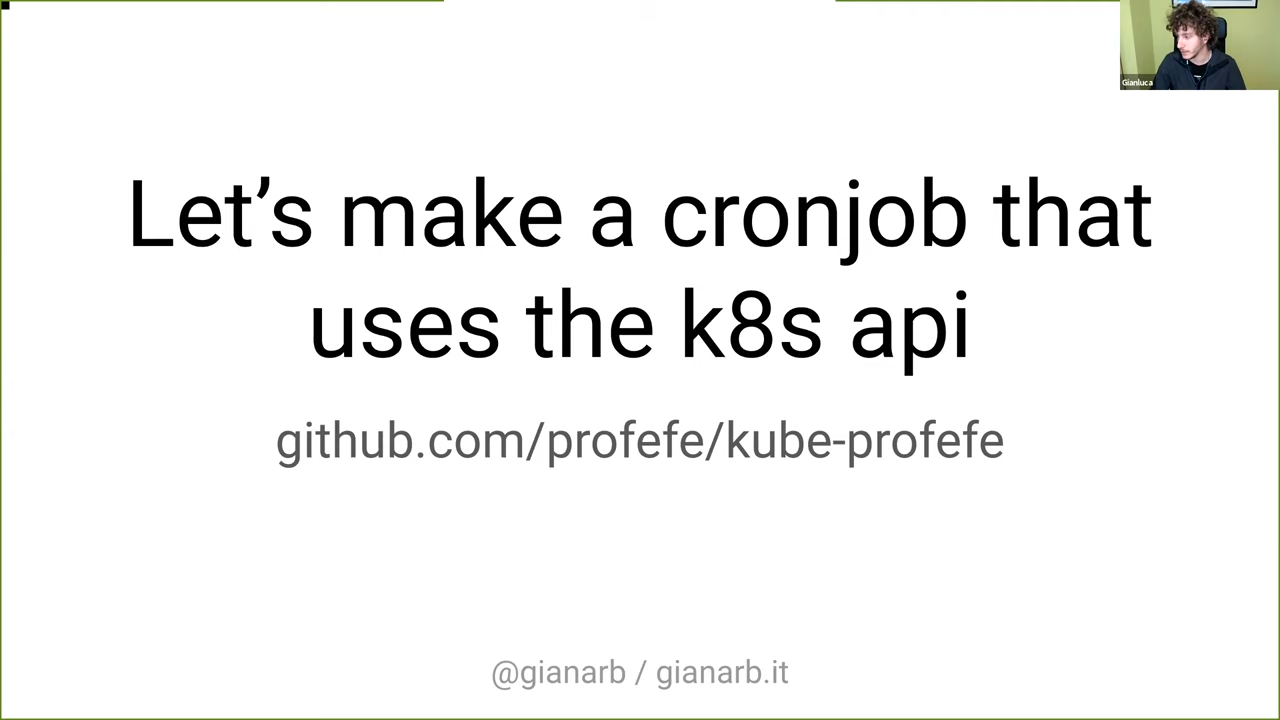 Gianluca
Let’s make a cronjob that
uses the k8s api
github.com/profefe/kube-profefe
@gianarb / gianarb.it